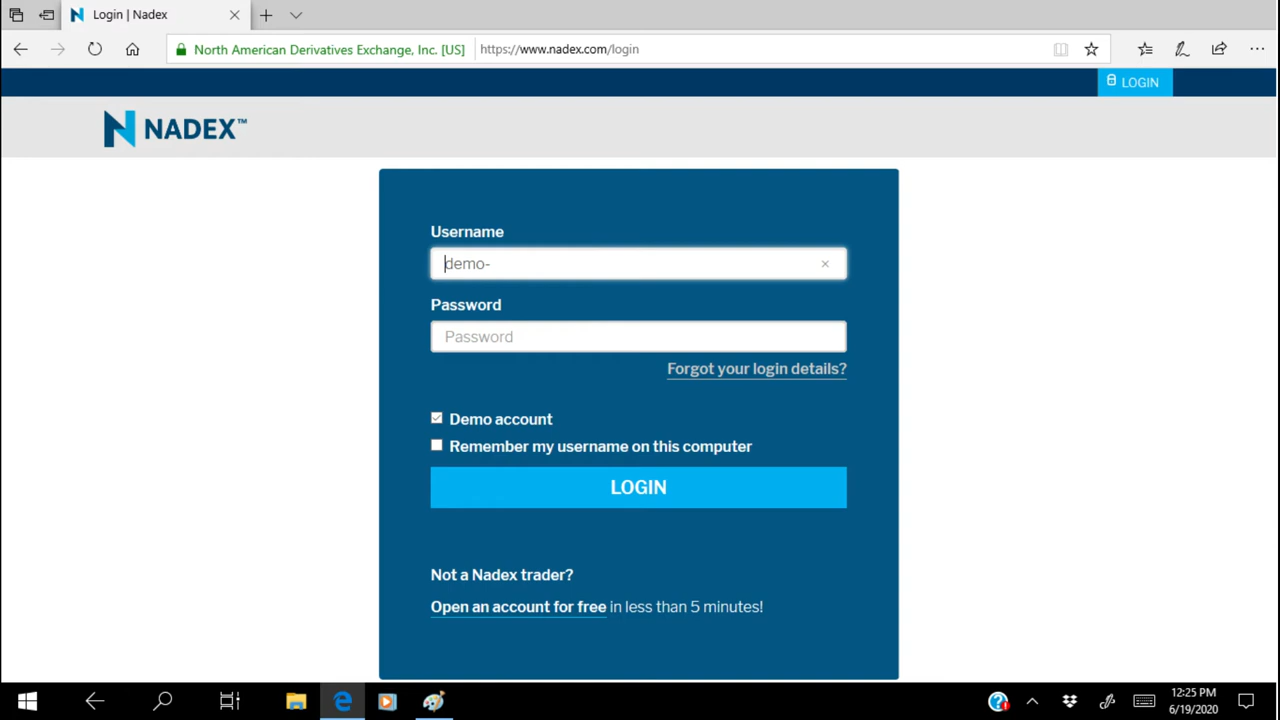 Login | Nadex
North American Derivatives Exchange, Inc. [US] https://www.nadex.com/login
LOGIN
NADEX™
Username
demo-
Password
Password
Forgot your login details?
Demo account
Remember my username on this computer
LOGIN
Not a Nadex trader?
Open an account for free in less than 5 minutes!
12:25 PM
6/19/2020